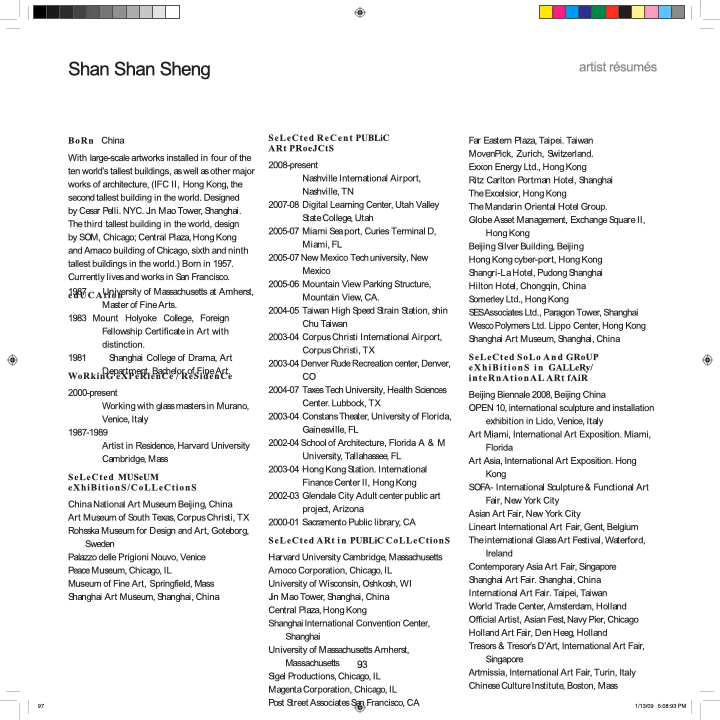 Shan Shan Sheng
artist résumés
BoRn China
With large-scale artworks installed in four of the
ten world's tallest buildings, as well as other major
works of architecture, (IFC II, Hong Kong, the
second tallest building in the world. Designed
by Cesar Pelli. NYC. Jn Mao Tower, Shanghai.
The third tallest building in the world, design
by SOM, Chicago; Central Plaza, Hong Kong
and Amaco building of Chicago, sixth and ninth
tallest buildings in the world.) Born in 1957.
Currently lives and works in San Francisco.
edUCAtion
1987 University of Massachusetts at Amherst,
Master of Fine Arts.
1983 Mount Holyoke College, Foreign
Fellowship Certificate in Art with
distinction.
1981 Shanghai College of Drama, Art
Department, Bachelor of Fine Art.
WoRkinG eXPeRienCe / ReSidenCe
2000-present
Working with glass masters in Murano,
Venice, Italy
1987-1989
Artist in Residence, Harvard University
Cambridge, Mass
SeLeCted MUSeUM
eXhiBitionS/CoLLeCtionS
China National Art Museum Beijing, China
Art Museum of South Texas, Corpus Christi, TX
Rohsska Museum for Design and Art, Goteborg,
Sweden
Palazzo delle Prigioni Nouvo, Venice
Peace Museum, Chicago, IL
Museum of Fine Art, Springfield, Mass
Shanghai Art Museum, Shanghai, China
SeLeCted ReCent PUBLiC
ARt PRoeJCtS
2008-present
Nashville International Airport,
Nashville, TN
2007-08 Digital Learning Center, Utah Valley
State College, Utah
2005-07 Miami Sea port, Curies Terminal D,
Miami, FL
2005-07 New Mexico Tech university, New
Mexico
2005-06 Mountain View Parking Structure,
Mountain View, CA.
2004-05 Taiwan High Speed Strain Station, shin
Chu Taiwan
2003-04 Corpus Christi International Airport,
Corpus Christi, TX
2003-04 Denver Rude Recreation center, Denver,
CO
2004-07 Taxes Tech University, Health Sciences
Center. Lubbock, TX
2003-04 Constans Theater, University of Florida,
Gainesville, FL
2002-04 School of Architecture, Florida A & M
University, Tallahassee, FL
2003-04 Hong Kong Station. International
Finance Center II, Hong Kong
2002-03 Glendale City Adult center public art
project, Arizona
2000-01 Sacramento Public library, CA
SeLeCted ARt in PUBLiC CoLLeCtionS
Harvard University Cambridge, Massachusetts
Amoco Corporation, Chicago, IL
University of Wisconsin, Oshkosh, WI
Jn Mao Tower, Shanghai, China
Central Plaza, Hong Kong
Shanghai International Convention Center,
Shanghai
University of Massachusetts Amherst,
Massachusetts
Sigel Productions, Chicago, IL
Magenta Corporation, Chicago, IL
Post Street Associates San Francisco, CA
Far Eastern Plaza, Taipei. Taiwan
MovenPick, Zurich, Switzerland.
Exxon Energy Ltd., Hong Kong
Ritz Carlton Portman Hotel, Shanghai
The Excelsior, Hong Kong
The Mandarin Oriental Hotel Group.
Globe Asset Management, Exchange Square II,
Hong Kong
Beijing Silver Building, Beijing
Hong Kong cyber-port, Hong Kong
Shangri-La Hotel, Pudong Shanghai
Hilton Hotel, Chongqin, China
Somerley Ltd., Hong Kong
SES Associates Ltd., Paragon Tower, Shanghai
Wesco Polymers Ltd. Lippo Center, Hong Kong
Shanghai Art Museum, Shanghai, China
SeLeCted SoLo And GRoUP
eXhiBitionS in GALLeRy/
inteRnAtionAL ARt fAiR
Beijing Biennale 2008, Beijing China
OPEN 10, international sculpture and installation
exhibition in Lido, Venice, Italy
Art Miami, International Art Exposition. Miami,
Florida
Art Asia, International Art Exposition. Hong
Kong
SOFA- International Sculpture & Functional Art
Fair, New York City
Asian Art Fair, New York City
Lineart International Art Fair, Gent, Belgium
The international Glass Art Festival, Waterford,
Ireland
Contemporary Asia Art Fair, Singapore
Shanghai Art Fair. Shanghai, China
International Art Fair. Taipei, Taiwan
World Trade Center, Amsterdam, Holland
Official Artist, Asian Fest, Navy Pier, Chicago
Holland Art Fair, Den Heeg, Holland
Tresors & Tresor's D'Art, International Art Fair,
Singapore
Artmissia, International Art Fair, Turin, Italy
Chinese Culture Institute, Boston, Mass
93
97
1/13/09 5:08:93 PM